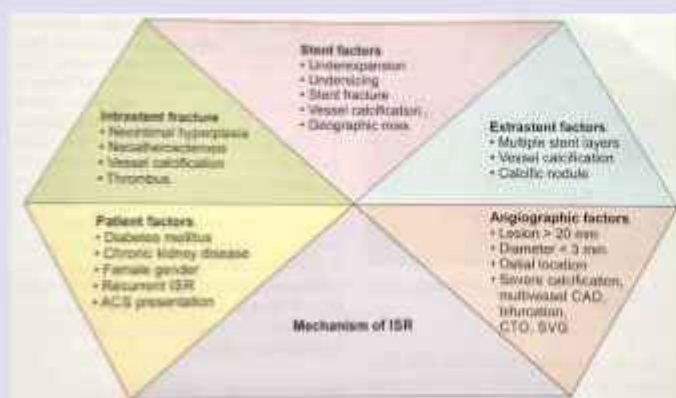 Stent factors
• Underexpansion
• Undersizing
• Stent fracture
• Vessel calcification,
• Geographic miss
Intrastent fracture
• Neointimal hyperplasia
• Neoatherosclerosis
• Vessel calcification
• Thrombus
Extrastent factors
• Multiple stent layers
• Vessel calcification
• Calcific nodule
Patient factors
• Diabetes mellitus
• Chronic kidney disease
• Female gender
• Recurrent ISR
• ACS presentation
Angiographic factors
• Lesion > 20 mm
• Diameter < 3 mm
• Ostial location
• Severe calcification,
multivessel CAD,
bifurcation,
CTO, SVG
Mechanism of ISR